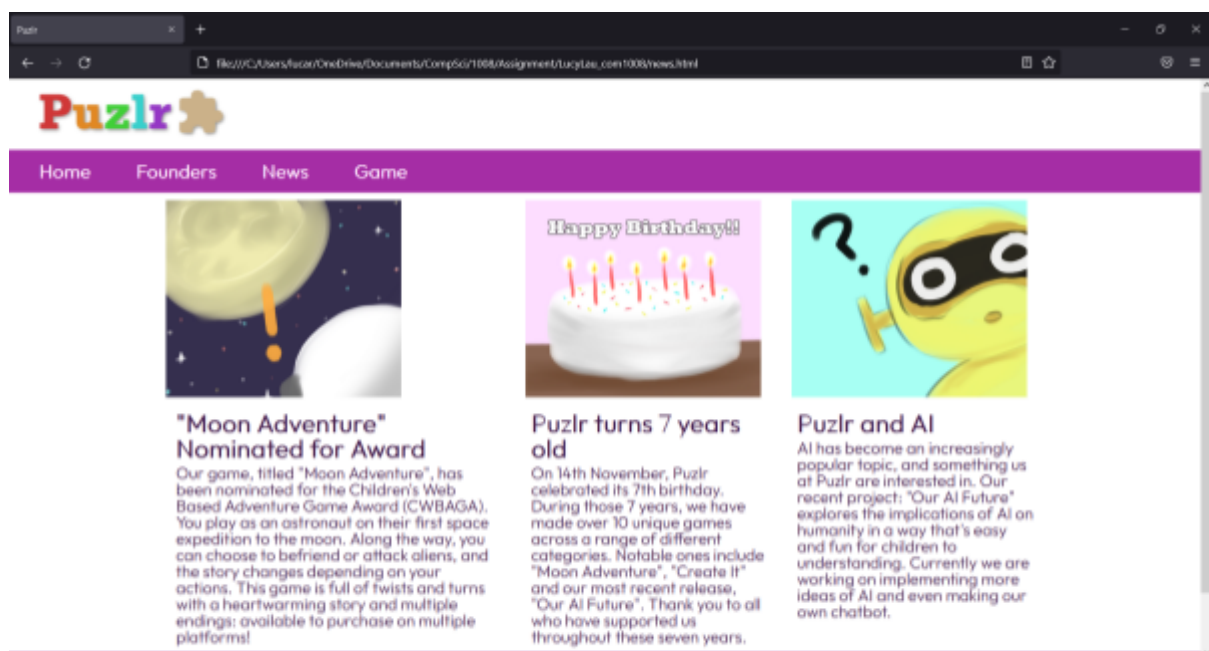 Puzlr
file:///C:/Users/lucar/OneDrive/Documents/CompSci/1008/Assignment/LucyLau_com1008/news.html
Puzlr
Home Founders News Game
Happy Birthday!!
?
!
"Moon Adventure"
Nominated for Award
Our game, titled "Moon Adventure", has
been nominated for the Children's Web
Based Adventure Game Award (CWBAGA).
You play as an astronaut on their first space
expedition to the moon. Along the way, you
can choose to befriend or attack aliens, and
the story changes depending on your
actions. This game is full of twists and turns
with a heartwarming story and multiple
endings: available to purchase on multiple
platforms!
Puzlr turns 7 years
old
On 14th November, Puzlr
celebrated its 7th birthday.
During those 7 years, we have
made over 10 unique games
across a range of different
categories. Notable ones include
"Moon Adventure", "Create It"
and our most recent release,
"Our AI Future". Thank you to all
who have supported us
throughout these seven years.
Puzlr and AI
AI has become an increasingly
popular topic, and something us
at Puzlr are interested in. Our
recent project: "Our AI Future"
explores the implications of AI on
humanity in a way that's easy
and fun for children to
understanding. Currently we are
working on implementing more
ideas of AI and even making our
own chatbot.